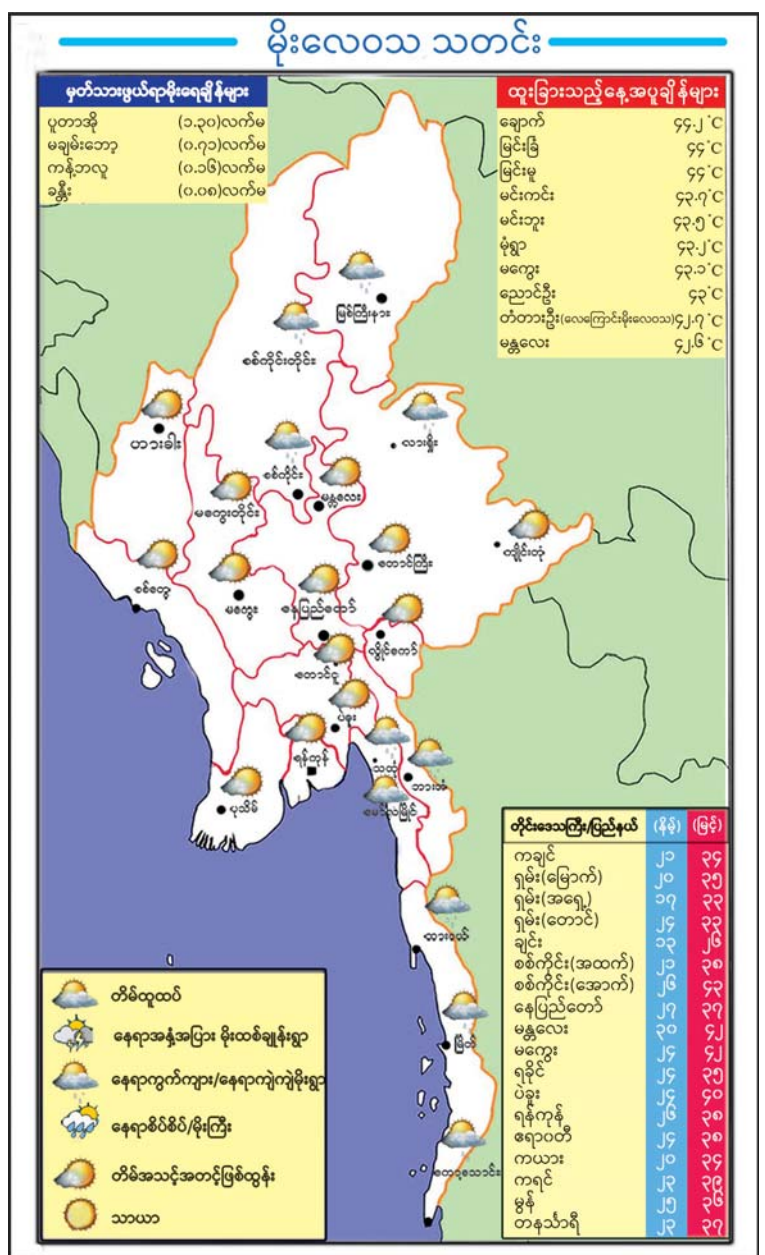 မိုးလေဝသ သတင်း
မှတ်သားဖွယ်ရာမိုးရေချိန်များ
ပူတာအို (၁.၃၀)လက်မ
မချမ်းဘော့ (၀.၇၁)လက်မ
ကန့်ဘလူ (၀.၁၆)လက်မ
ခန္တီး (၀.၀၈)လက်မ
ထူးခြားသည့်နေ့အပူချိန်များ
ချောက် ၄၄.၂ °C
မြင်းခြံ ၄၄ °C
မြင်းမူ ၄၄ °C
မင်းကင်း ၄၃.၇ °C
မင်းဘူး ၄၃.၅ °C
မုံရွာ ၄၃.၂ °C
မကွေး ၄၃.၁ °C
ညောင်ဦး ၄၃ °C
တံတားဦး(လေကြောင်းမိုးလေဝသ)၄၂.၇ °C
မန္တလေး ၄၂.၆ °C
မြစ်ကြီးနား
စစ်ကိုင်းတိုင်း
ဟားခါး
လားရှိုး
စစ်ကိုင်း
မန္တလေး
မကွေးတိုင်း
ကျိုင်းတုံ
တောင်ကြီး
စစ်တွေ
မကွေး
နေပြည်တော်
လွိုင်ကော်
တောင်ငူ
ပဲခူး
ရန်ကုန်
သထုံ
ဘားအံ
ပုသိမ်
မော်လမြိုင်
ထားဝယ်
မြိတ်
ကော့သောင်း
တိမ်ထူထပ်
နေရာအနှံ့အပြား မိုးထစ်ချုန်းရွာ
နေရာကွက်ကျား/နေရာကျဲကျဲမိုးရွာ
နေရာစိပ်စိပ်/မိုးကြီး
တိမ်အသင့်အတင့်ဖြစ်ထွန်း
သာယာ
တိုင်းဒေသကြီး/ပြည်နယ် (နိမ့်) (မြင့်)
ကချင် ၂၁ ၃၄
ရှမ်း(မြောက်) ၂၀ ၃၅
ရှမ်း(အရှေ့) ၁၇ ၃၃
ရှမ်း(တောင်) ၂၄ ၃၃
ချင်း ၁၃ ၂၆
စစ်ကိုင်း(အထက်) ၂၁ ၃၈
စစ်ကိုင်း(အောက်) ၂၆ ၄၃
နေပြည်တော် ၂၇ ၃၇
မန္တလေး ၃၀ ၄၂
မကွေး ၂၄ ၄၂
ရခိုင် ၂၄ ၃၅
ပဲခူး ၂၄ ၄၀
ရန်ကုန် ၂၆ ၃၈
ဧရာဝတီ ၂၄ ၃၈
ကယား ၂၀ ၃၄
ကရင် ၂၃ ၃၉
မွန် ၂၅ ၃၆
တနင်္သာရီ ၂၃ ၃၇